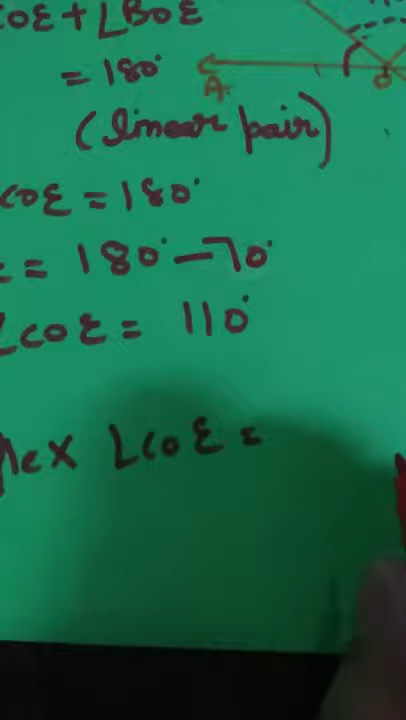 COE + ∠BOE
= 180°
A
O
(linear pair)
COE = 180°
= 180° - 70°
∠COE = 110°
∠COE =